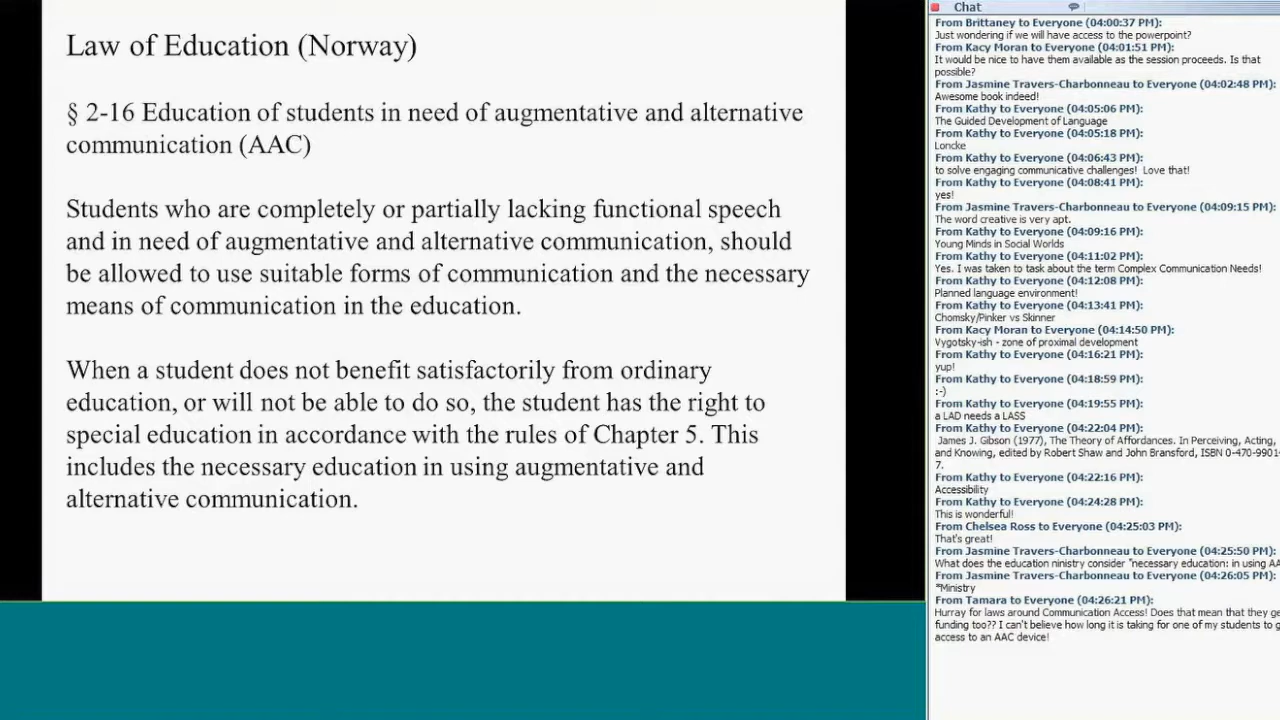 Law of Education (Norway)
§ 2-16 Education of students in need of augmentative and alternative
communication (AAC)
Students who are completely or partially lacking functional speech
and in need of augmentative and alternative communication, should
be allowed to use suitable forms of communication and the necessary
means of communication in the education.
When a student does not benefit satisfactorily from ordinary
education, or will not be able to do so, the student has the right to
special education in accordance with the rules of Chapter 5. This
includes the necessary education in using augmentative and
alternative communication.
Chat
From Brittaney to Everyone (04:00:37 PM):
Just wondering if we will have access to the powerpoint?
From Kacy Moran to Everyone (04:01:51 PM):
It would be nice to have them available as the session proceeds. Is that
possible?
From Jasmine Travers-Charbonneau to Everyone (04:02:48 PM):
Awesome book indeed!
From Kathy to Everyone (04:05:06 PM):
The Guided Development of Language
From Kathy to Everyone (04:05:18 PM):
Loncke
From Kathy to Everyone (04:06:43 PM):
to solve engaging communicative challenges! Love that!
From Kathy to Everyone (04:08:41 PM):
yes!
From Jasmine Travers-Charbonneau to Everyone (04:09:15 PM):
The word creative is very apt.
From Kathy to Everyone (04:09:16 PM):
Young Minds in Social Worlds
From Kathy to Everyone (04:11:02 PM):
Yes. I was taken to task about the term Complex Communication Needs!
From Kathy to Everyone (04:12:08 PM):
Planned language environment!
From Kathy to Everyone (04:13:41 PM):
Chomsky/Pinker vs Skinner
From Kacy Moran to Everyone (04:14:50 PM):
Vygotsky-ish - zone of proximal development
From Kathy to Everyone (04:16:21 PM):
yup!
From Kathy to Everyone (04:18:59 PM):
:-)
From Kathy to Everyone (04:19:55 PM):
a LAD needs a LASS
From Kathy to Everyone (04:22:04 PM):
James J. Gibson (1977), The Theory of Affordances. In Perceiving, Acting,
and Knowing, edited by Robert Shaw and John Bransford, ISBN 0-470-9901-
7.
From Kathy to Everyone (04:22:16 PM):
Accessibility
From Kathy to Everyone (04:24:28 PM):
This is wonderful!
From Chelsea Ross to Everyone (04:25:03 PM):
That's great!
From Jasmine Travers-Charbonneau to Everyone (04:25:50 PM):
What does the education ninistry consider "necessary education: in using AA
From Jasmine Travers-Charbonneau to Everyone (04:26:05 PM):
*Ministry
From Tamara to Everyone (04:26:21 PM):
Hurray for laws around Communication Access! Does that mean that they ge
funding too?? I can't believe how long it is taking for one of my students to g
access to an AAC device!